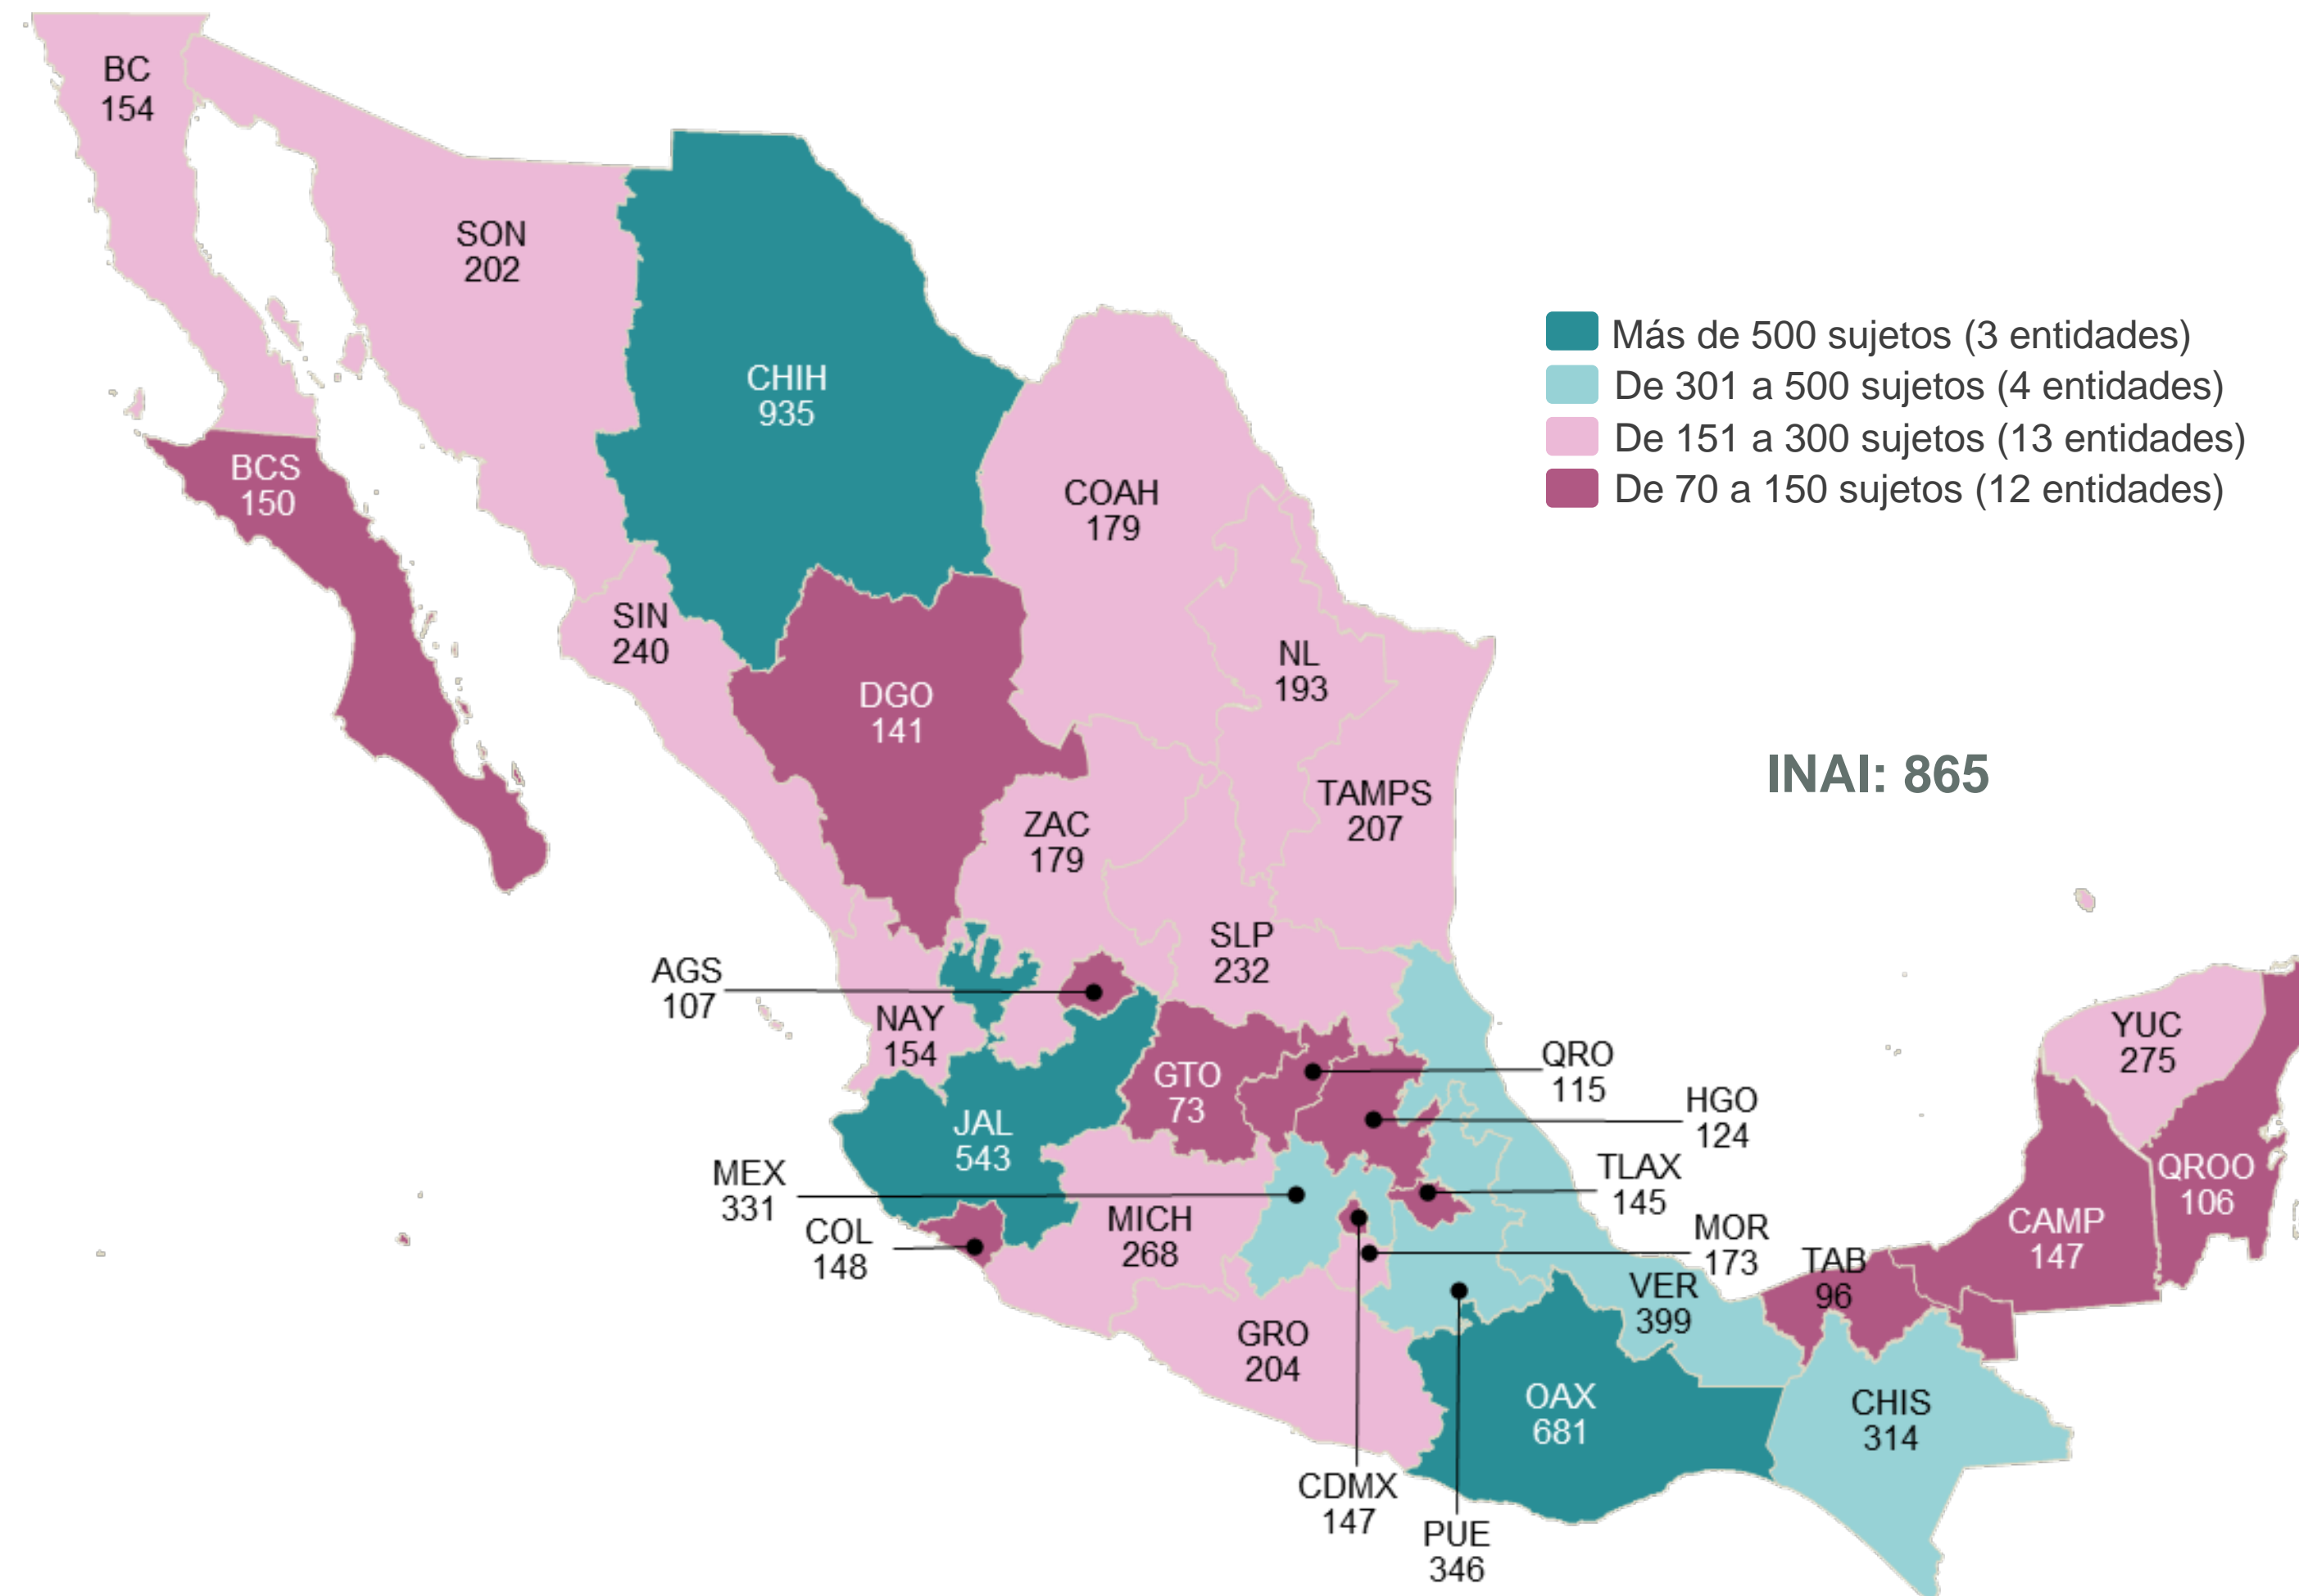 BC
154
SON
202
CHIH
935
Más de 500 sujetos (3 entidades)
De 301 a 500 sujetos (4 entidades)
De 151 a 300 sujetos (13 entidades)
De 70 a 150 sujetos (12 entidades)
BCS
150
COAH
179
SIN
240
NL
193
DGO
141
INAI: 865
TAMPS
207
ZAC
179
SLP
232
AGS
107
NAY
154
YUC
275
QRO
115
GTO
73
HGO
124
JAL
543
TLAX
145
QROO
106
MEX
331
MICH
268
CAMP
147
COL
148
MOR
173
TAB
96
VER
399
GRO
204
OAX
681
CHIS
314
CDMX
147
PUE
346